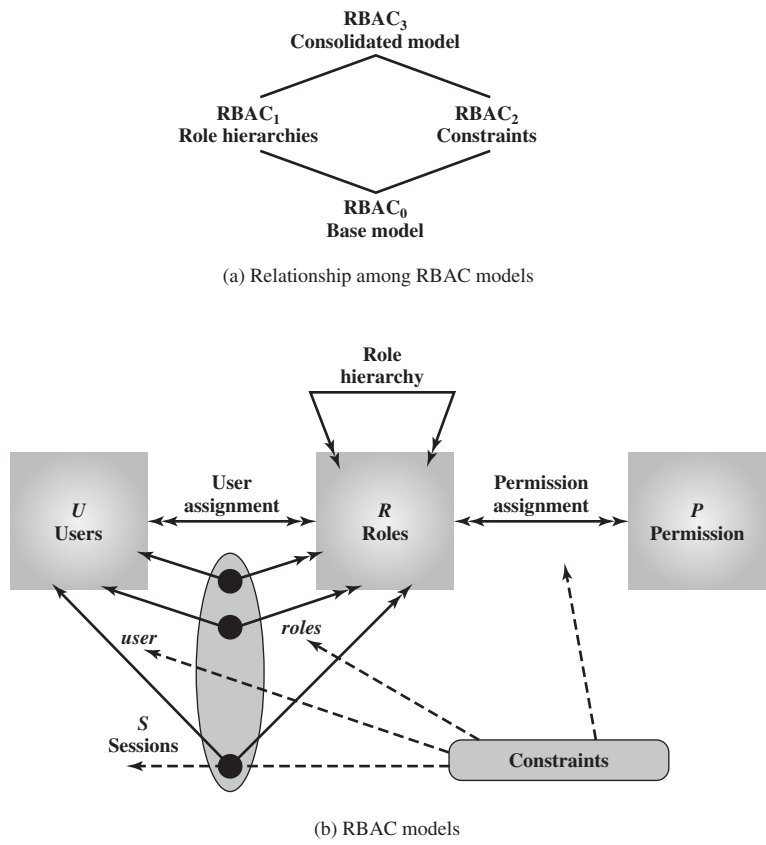 RBAC₃
Consolidated model
RBAC₁
Role hierarchies
RBAC₂
Constraints
RBAC₀
Base model
(a) Relationship among RBAC models
Role
hierarchy
U
Users
User
assignment
R
Roles
Permission
assignment
P
Permission
user
roles
S
Sessions
Constraints
(b) RBAC models